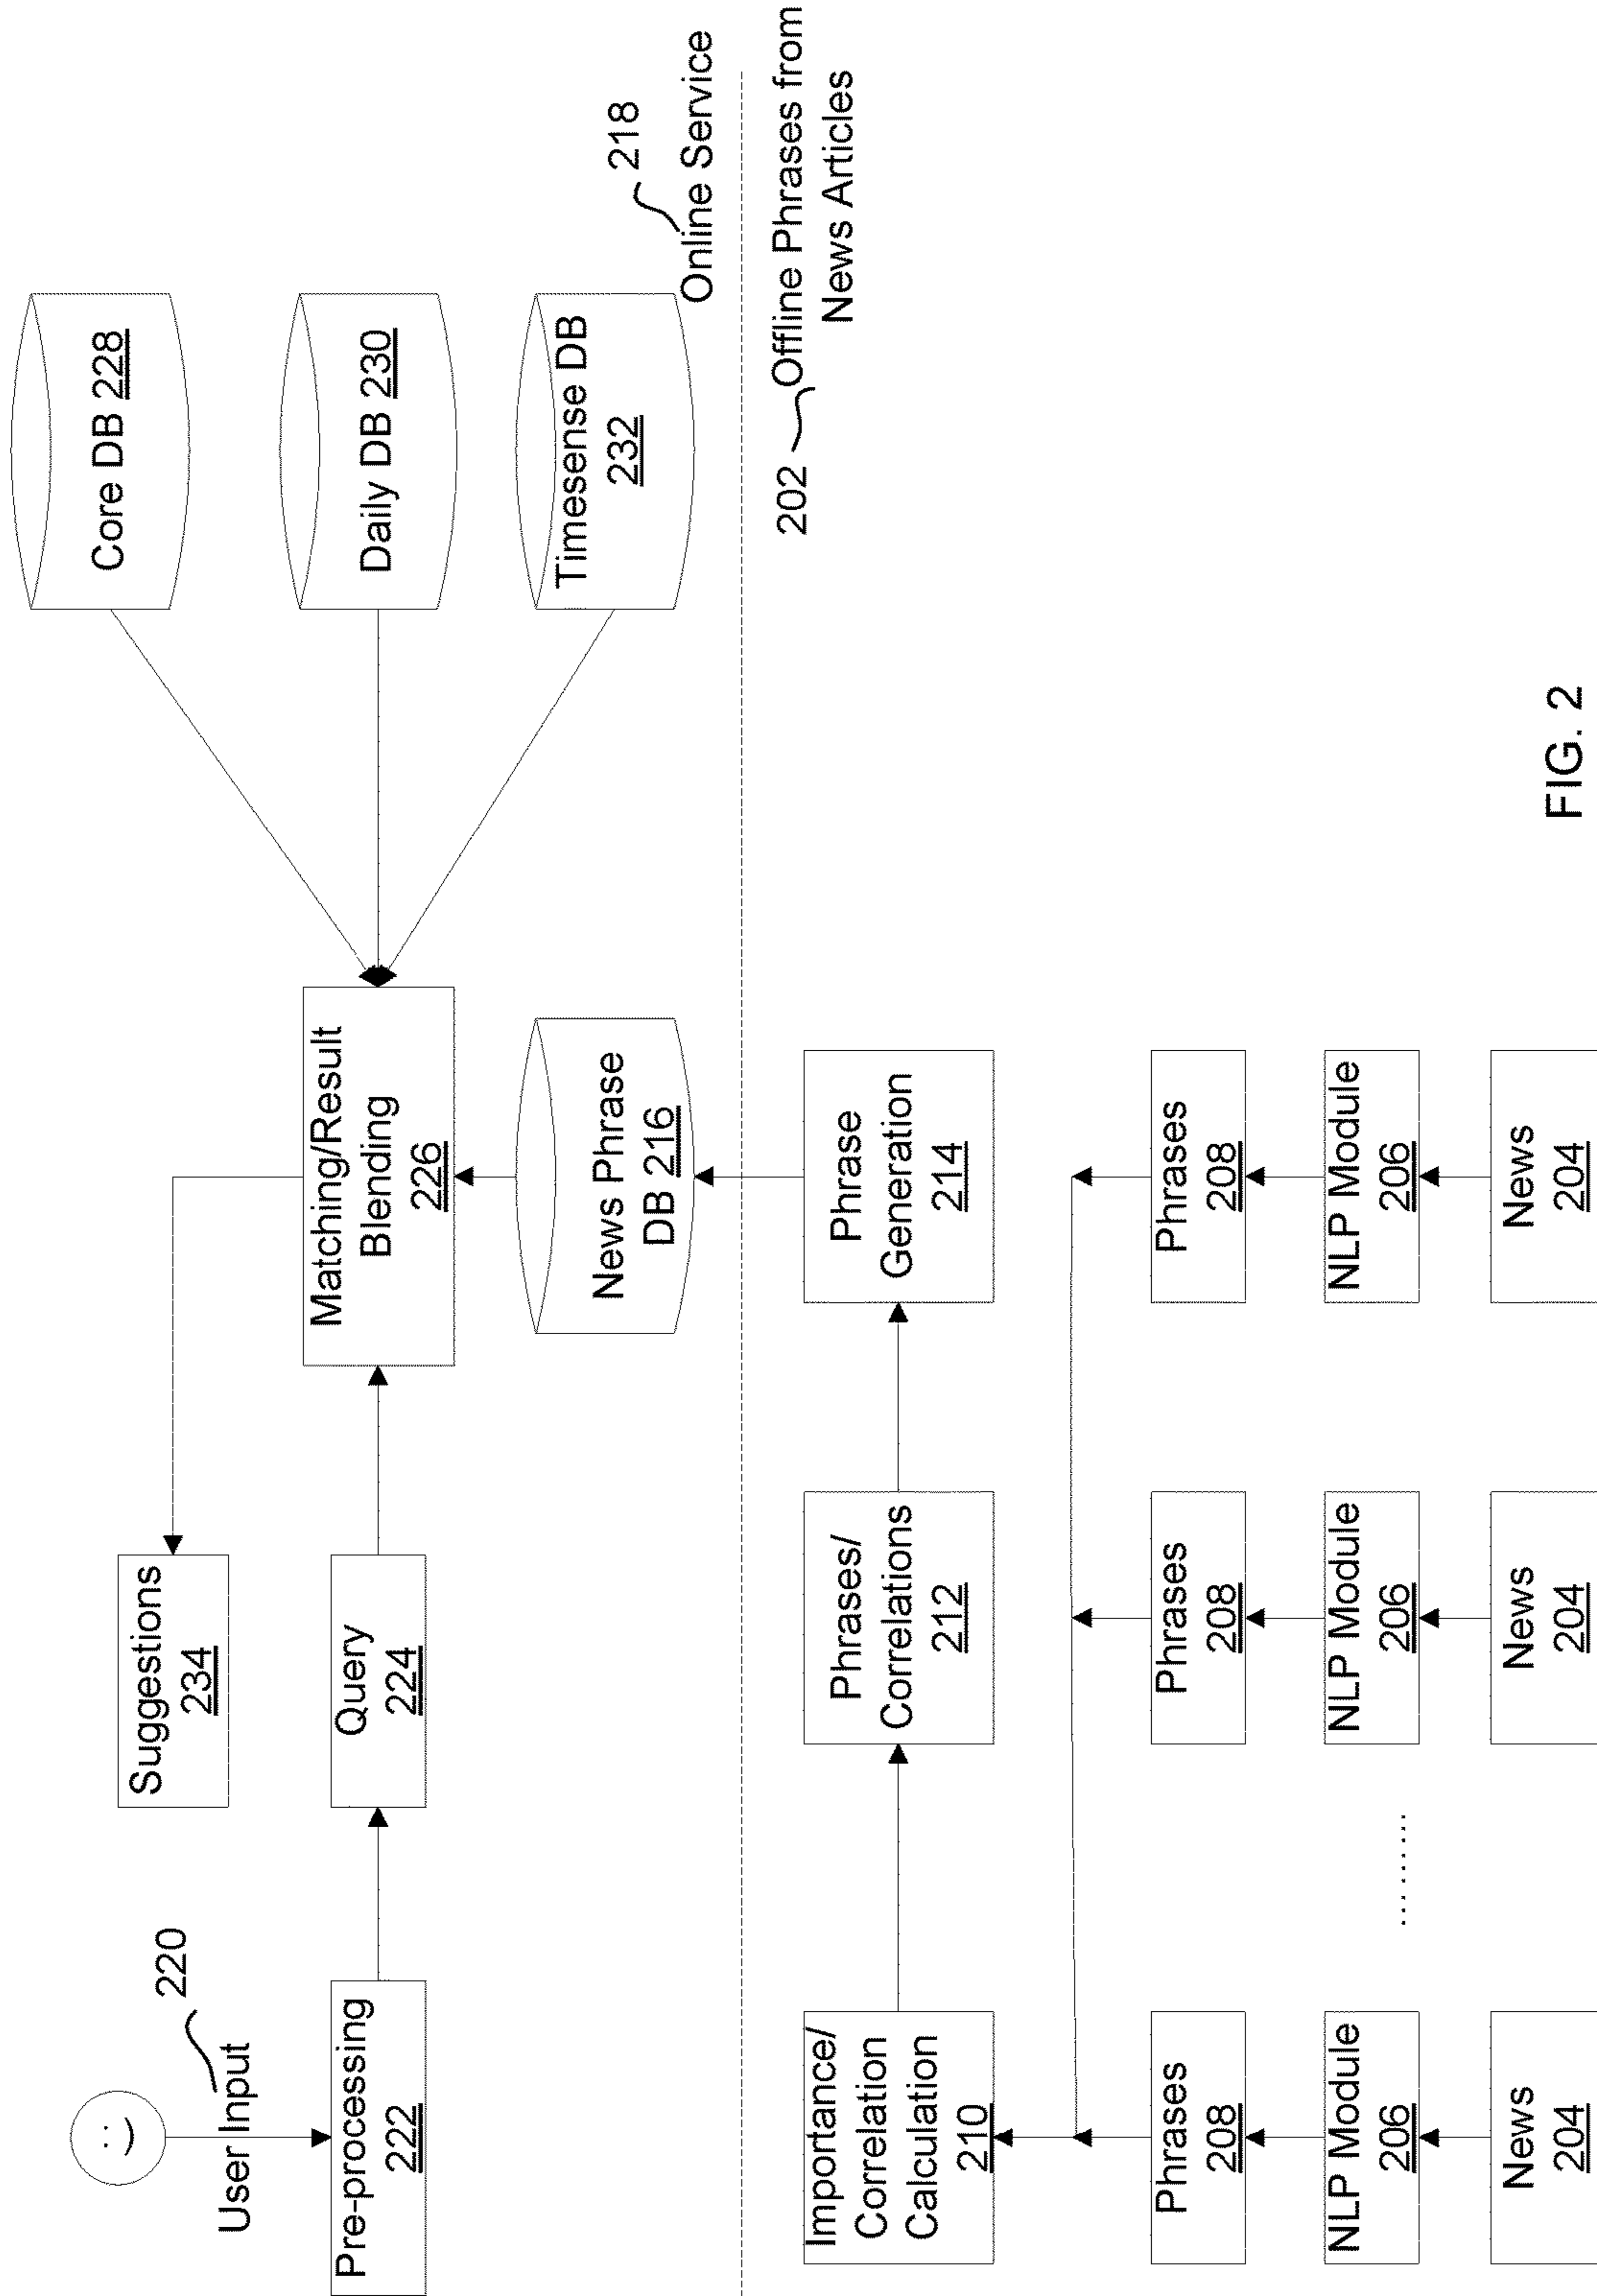 220
User Input
Pre-processing
222
Query
224
Suggestions
234
Matching/Result
Blending
226
News Phrase
DB 216
Core DB 228
Daily DB 230
Timesense DB
232
218
Online Service
202
Offline Phrases from
News Articles
Importance/
Correlation
Calculation
210
Phrases/
Correlations
212
Phrase
Generation
214
Phrases
208
Phrases
208
Phrases
208
NLP Module
206
........
NLP Module
206
NLP Module
206
News
204
News
204
News
204
FIG. 2